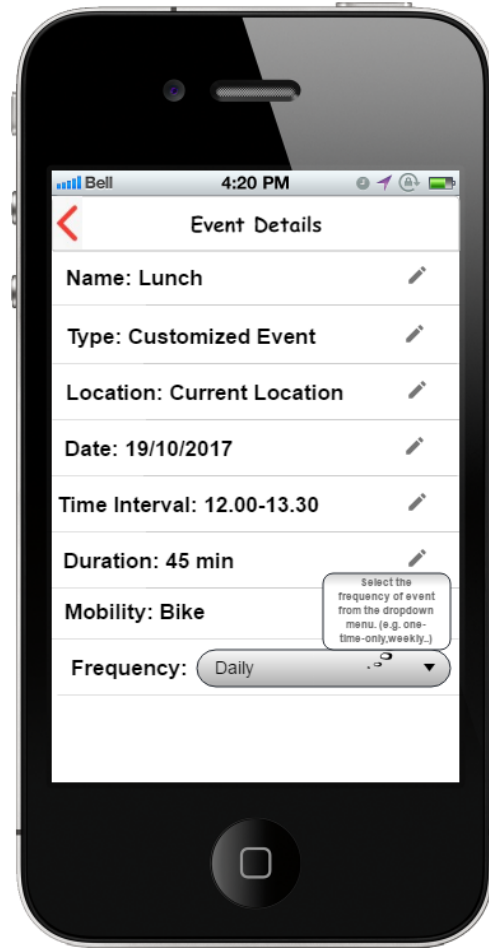 Bell 4:20 PM
Event Details
Name: Lunch
Type: Customized Event
Location: Current Location
Date: 19/10/2017
Time Interval: 12.00-13.30
Duration: 45 min
Select the
frequency of event
from the dropdown
menu. (e.g. one-
time-only,weekly..)
Mobility: Bike
Frequency: Daily